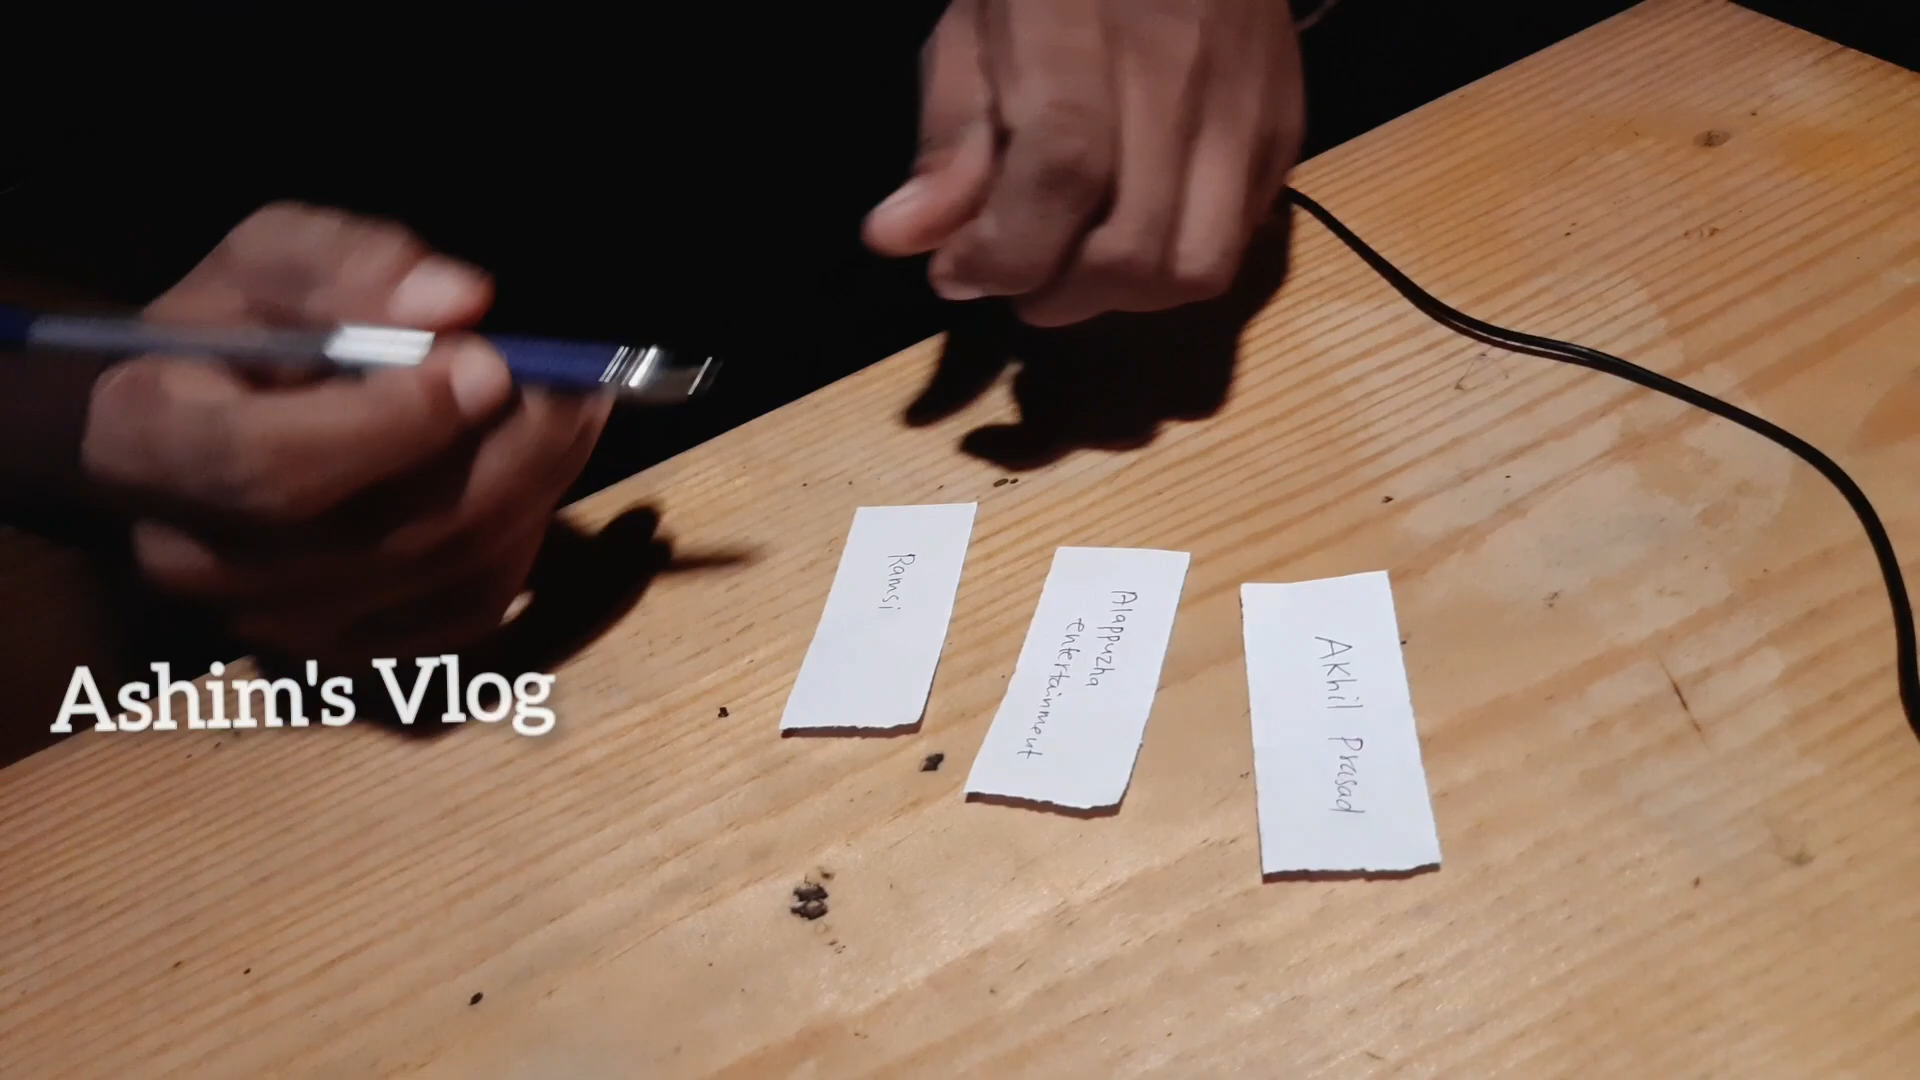 Ramsi
Alappuzha
entertainment
Akhil Prasad
Ashim's Vlog